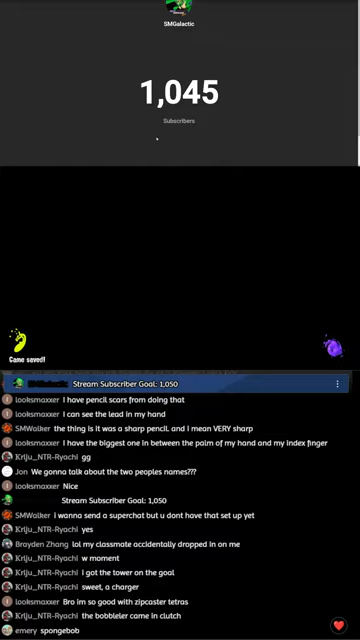 SMGalactic
1,045
Subscribers
Game saved!
Stream Subscriber Goal: 1,050
looksmaxxer I have pencil scars from doing that
looksmaxxer I can see the lead in my hand
SMWalker the thing is it was a sharp pencil. and i mean VERY sharp
looksmaxxer I have the biggest one in between the palm of my hand and my index finger
Krlju_NTR-Ryachi gg
Jon We gonna talk about the two peoples names???
looksmaxxer Nice
Stream Subscriber Goal: 1,050
SMWalker I wanna send a superchat but u dont have that set up yet
Krlju_NTR-Ryachi yes
Brayden Zhang lol my classmate accidentally dropped in on me
Krlju_NTR-Ryachi w moment
Krlju_NTR-Ryachi I got the tower on the goal
Krlju_NTR-Ryachi sweet, a charger
looksmaxxer Bro im so good with zipcaster tetras
Krlju_NTR-Ryachi the bobbleler came in clutch
emery spongebob